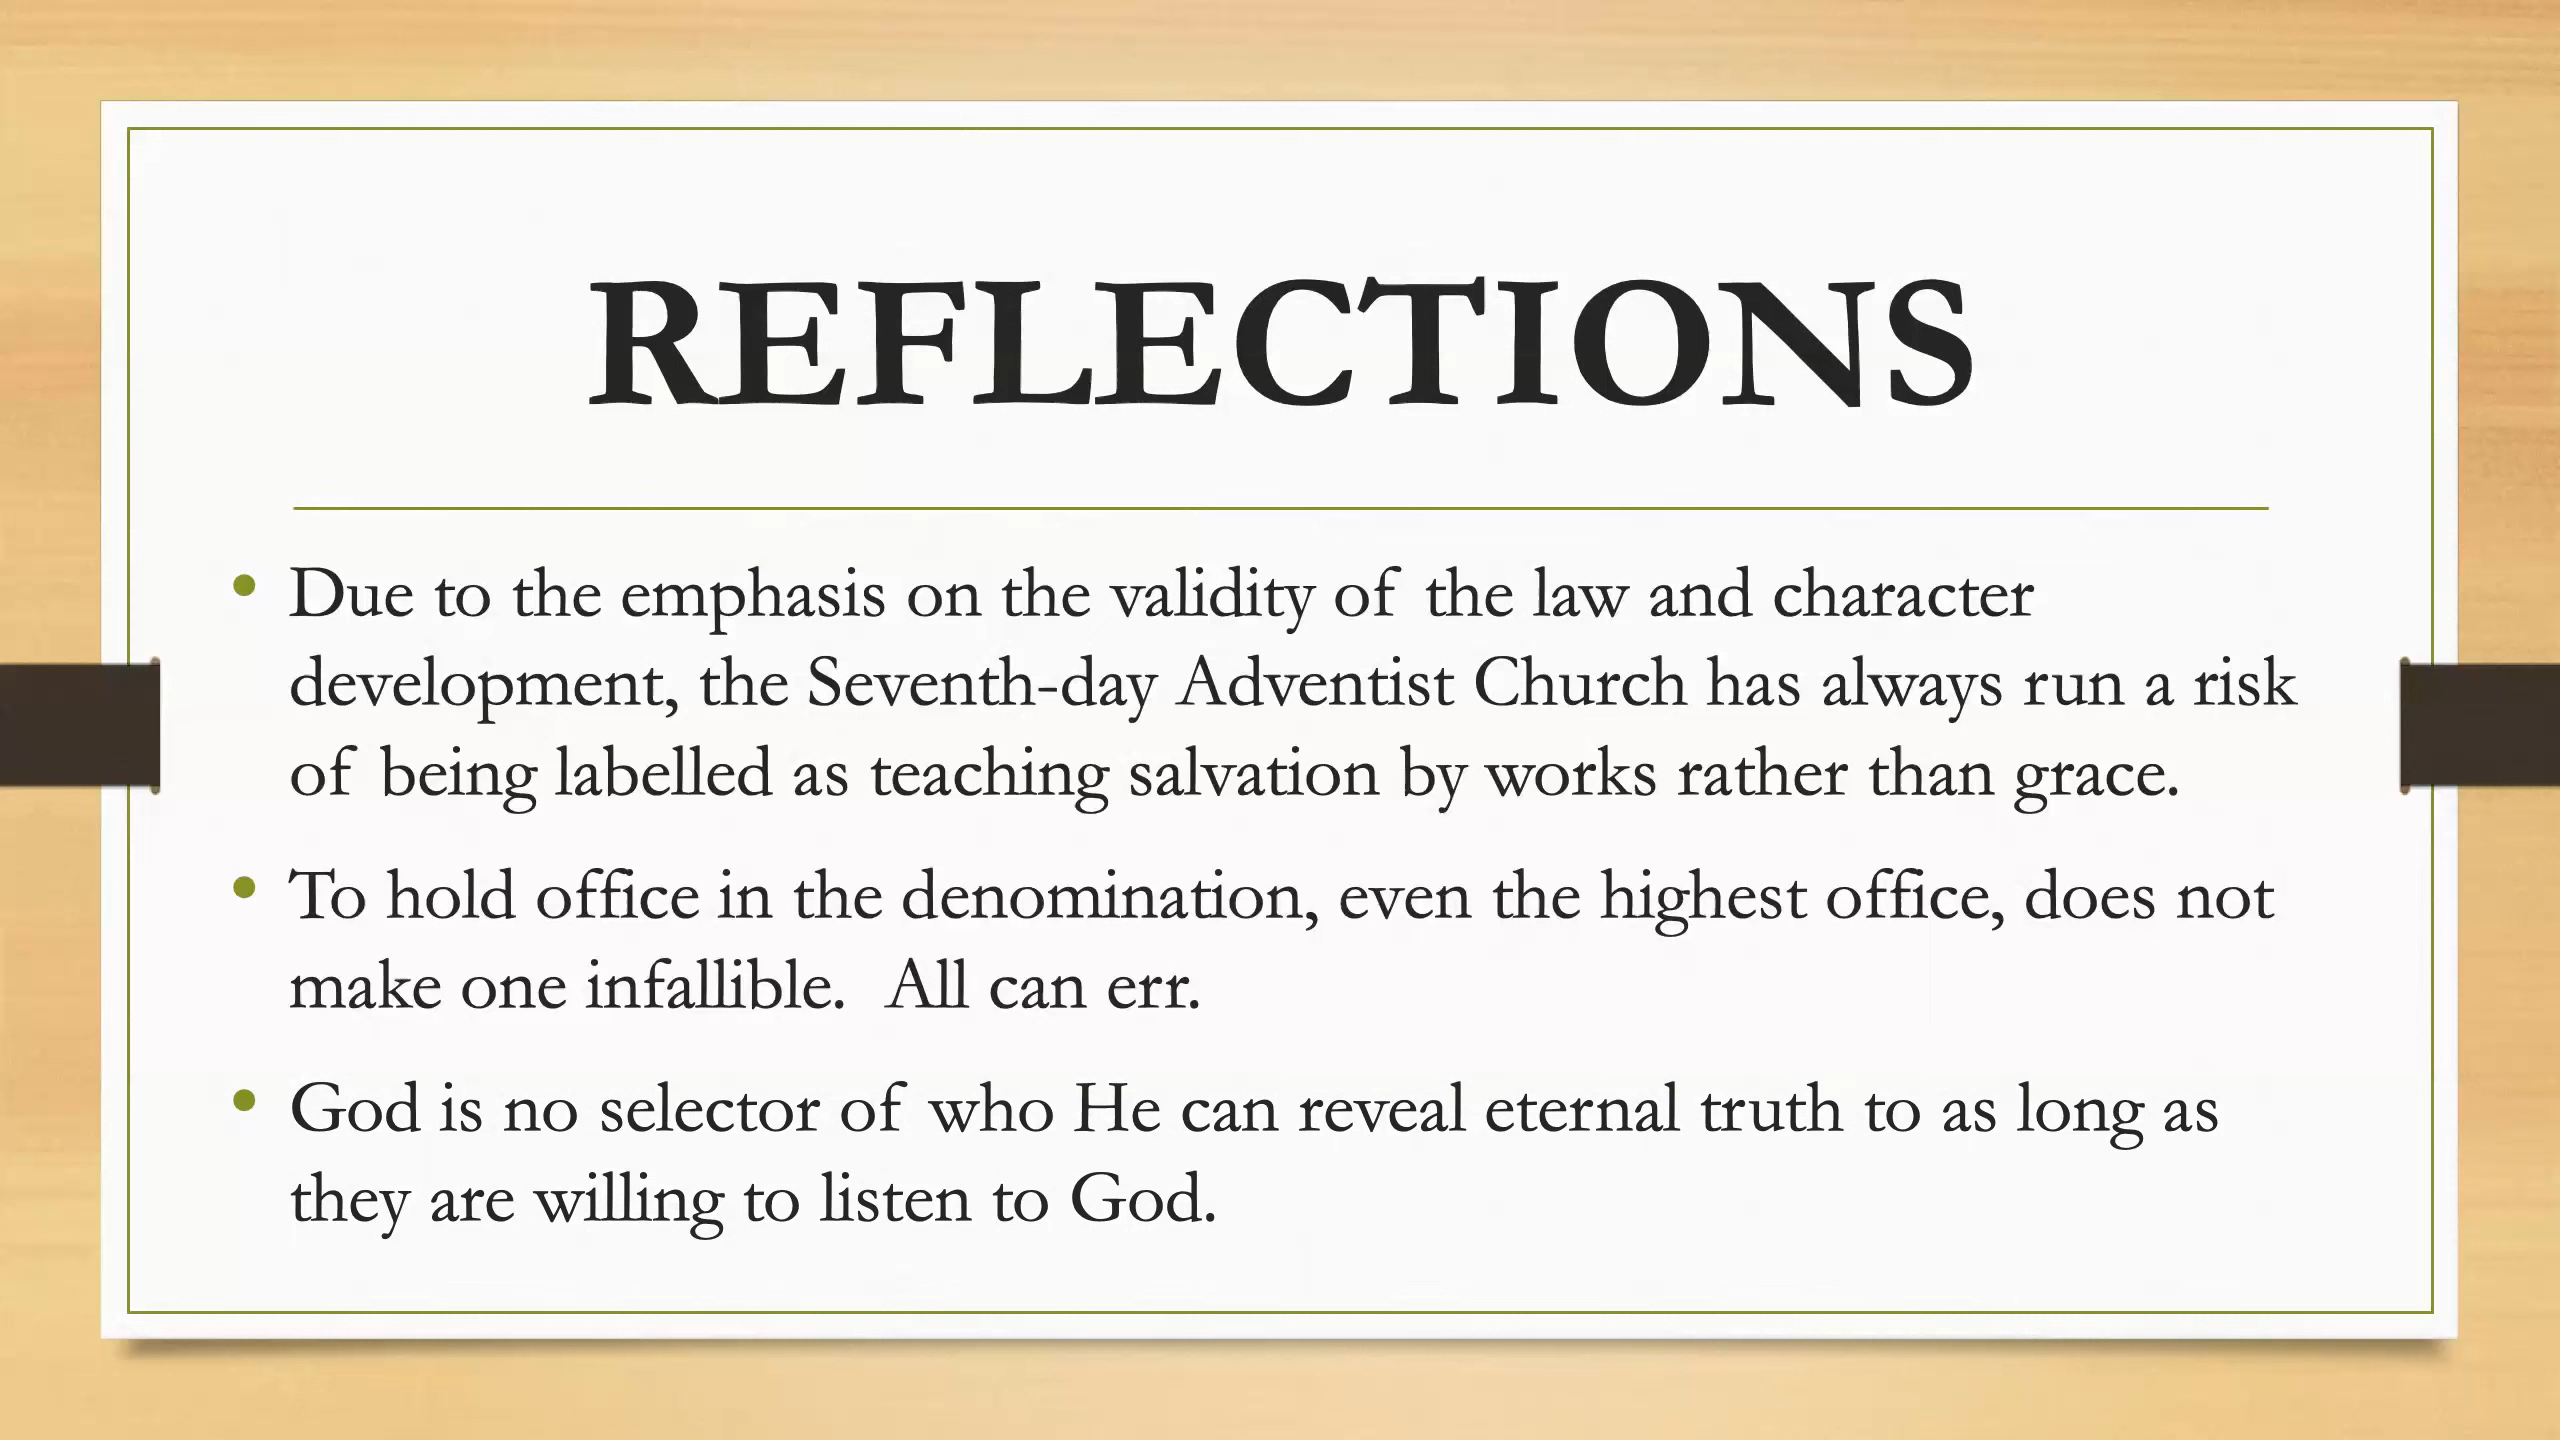 REFLECTIONS
• Due to the emphasis on the validity of the law and character
development, the Seventh-day Adventist Church has always run a risk
of being labelled as teaching salvation by works rather than grace.
• To hold office in the denomination, even the highest office, does not
make one infallible.  All can err.
• God is no selector of who He can reveal eternal truth to as long as
they are willing to listen to God.